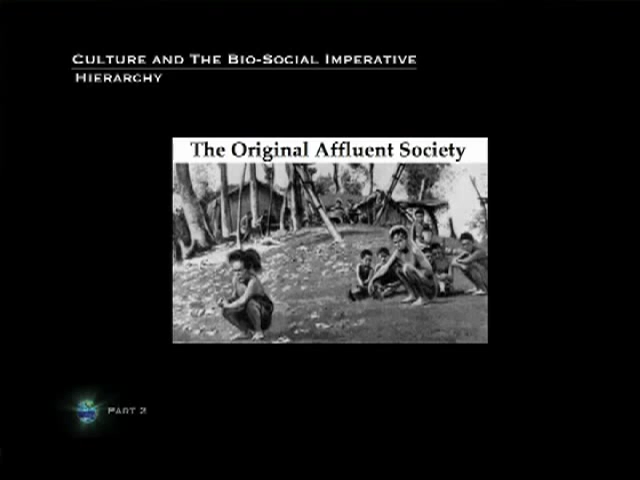 CULTURE AND THE BIO-SOCIAL IMPERATIVE
HIERARCHY
The Original Affluent Society
PART 2